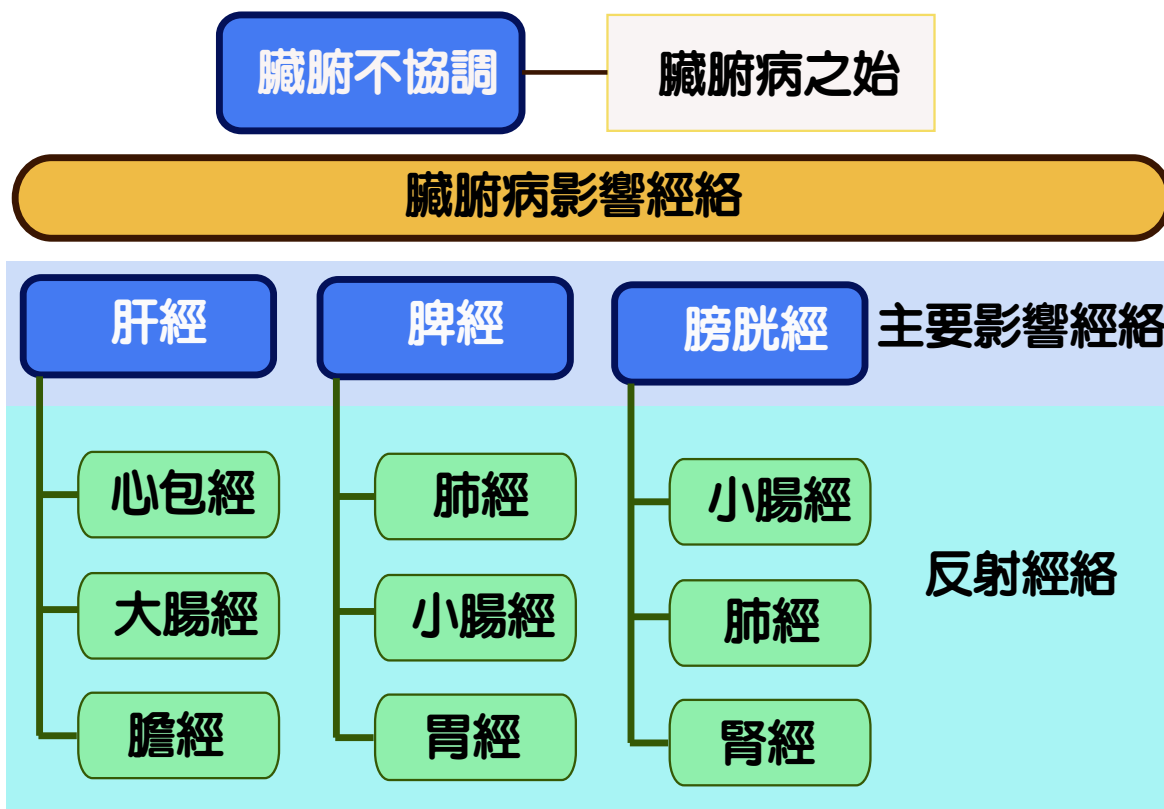 臟腑不協調
臟腑病之始
臟腑病影響經絡
肝經
脾經
膀胱經
主要影響經絡
心包經
肺經
小腸經
大腸經
小腸經
肺經
反射經絡
膽經
胃經
腎經